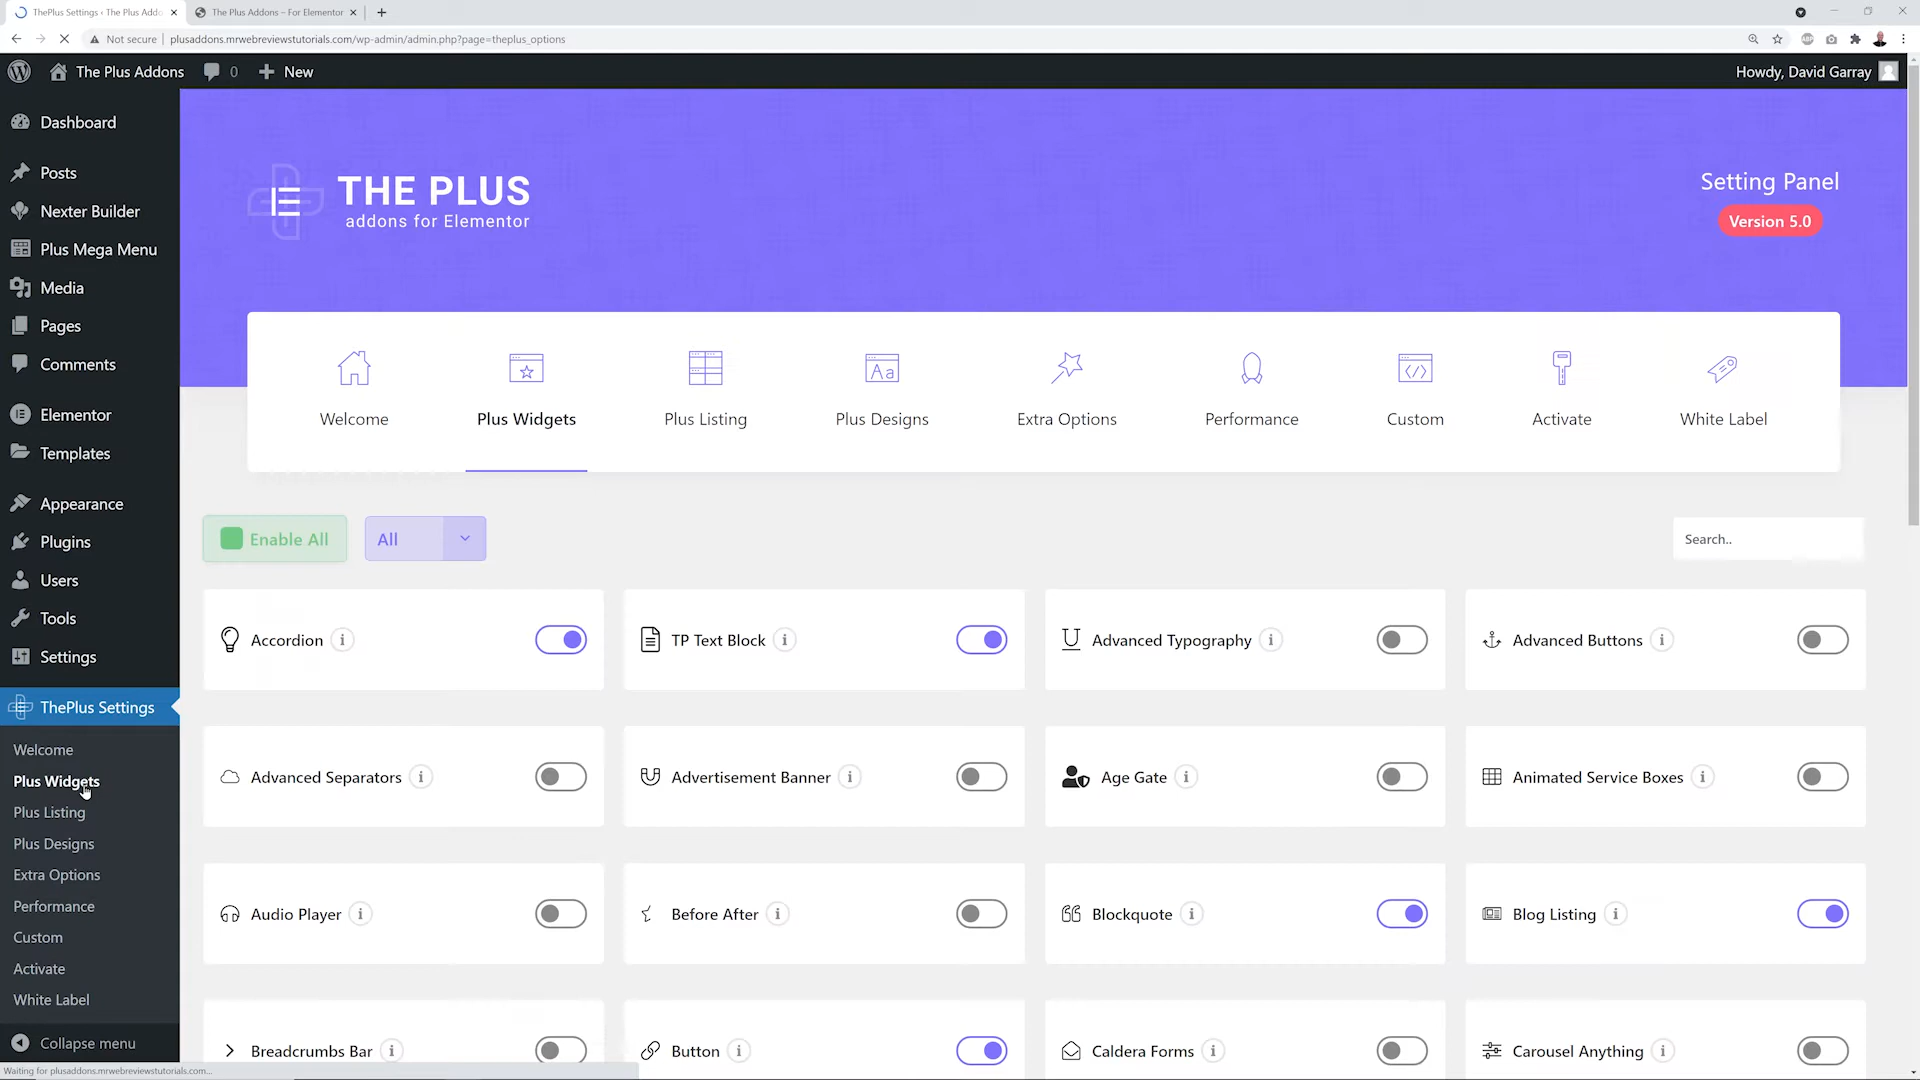 ThePlus Settings ‹ The Plus Addo
The Plus Addons – For Elementor
Not secure
plusaddons.mrwebreviewstutorials.com/wp-admin/admin.php?page=theplus_options
The Plus Addons
0
New
Howdy, David Garray
Dashboard
Posts
Nexter Builder
Plus Mega Menu
Media
Pages
Comments
Elementor
Templates
Appearance
Plugins
Users
Tools
Settings
ThePlus Settings
Welcome
Plus Widgets
Plus Listing
Plus Designs
Extra Options
Performance
Custom
Activate
White Label
Collapse menu
THE PLUS
addons for Elementor
Setting Panel
Version 5.0
Welcome
Plus Widgets
Plus Listing
Aa
Plus Designs
Extra Options
Performance
Custom
Activate
White Label
Enable All
All
Search..
Accordion
TP Text Block
Advanced Typography
Advanced Buttons
Advanced Separators
Advertisement Banner
Age Gate
Animated Service Boxes
Audio Player
Before After
Blockquote
Blog Listing
Breadcrumbs Bar
Button
Caldera Forms
Carousel Anything
Waiting for plusaddons.mrwebreviewstutorials.com...